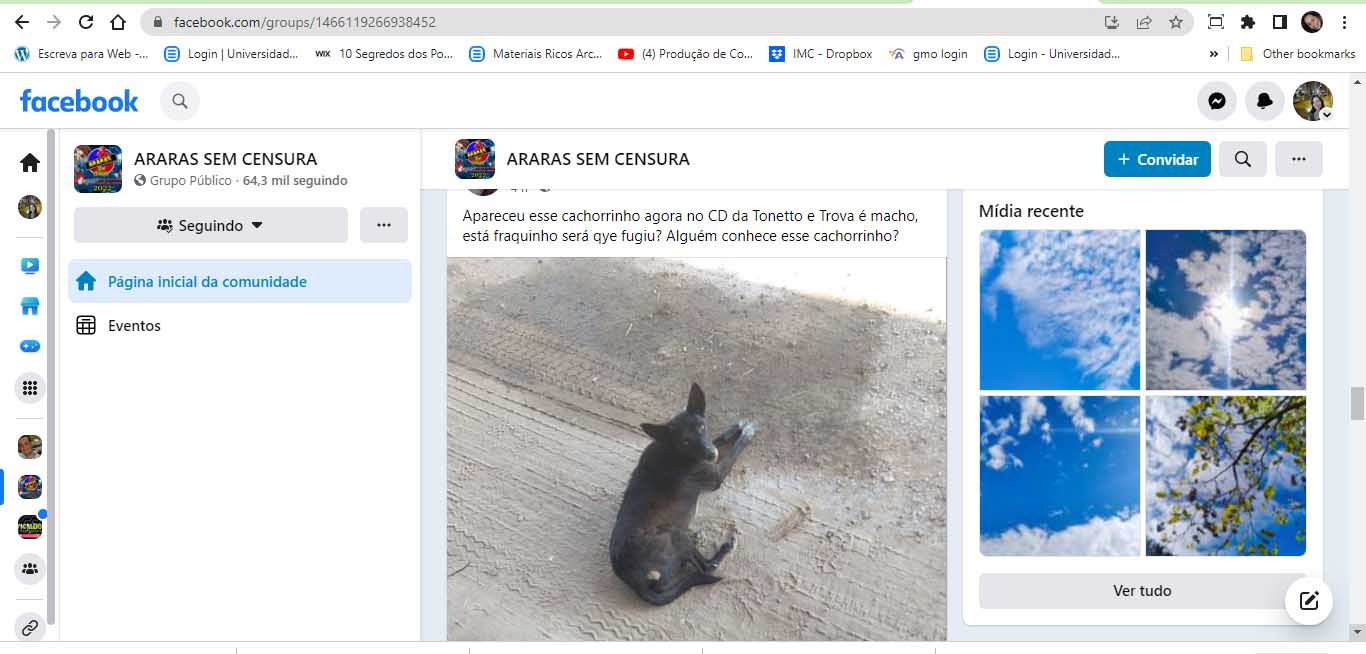 facebook.com/groups/1466119266938452
Escreva para Web -...
Login | Universidad...
WIX
10 Segredos dos Po...
Materiais Ricos Arc...
(4) Produção de Co...
IMC - Dropbox
gmo login
Login - Universidad...
»
Other bookmarks
facebook
ARARAS SEM CENSURA
Grupo Público · 64,3 mil seguindo
Seguindo
Página inicial da comunidade
Eventos
ARARAS SEM CENSURA
+ Convidar
Apareceu esse cachorrinho agora no CD da Tonetto e Trova é macho,
está fraquinho será qye fugiu? Alguém conhece esse cachorrinho?
Mídia recente
Ver tudo